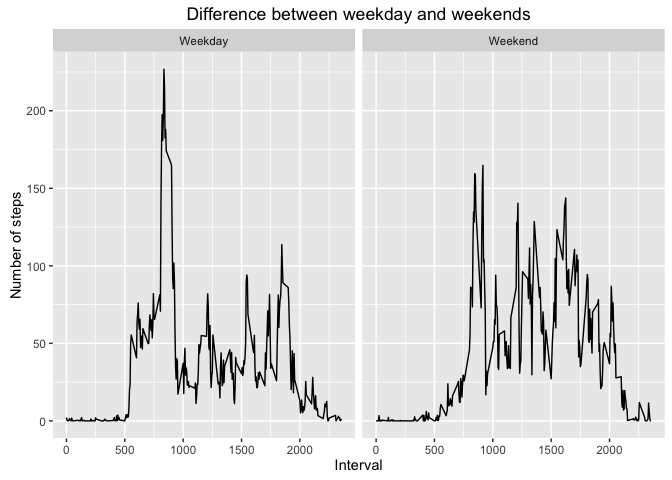 Difference between weekday and weekends
Weekday
Weekend
Number of steps
200
150
100
50
0
0 500 1000 1500 2000
0 500 1000 1500 2000
Interval